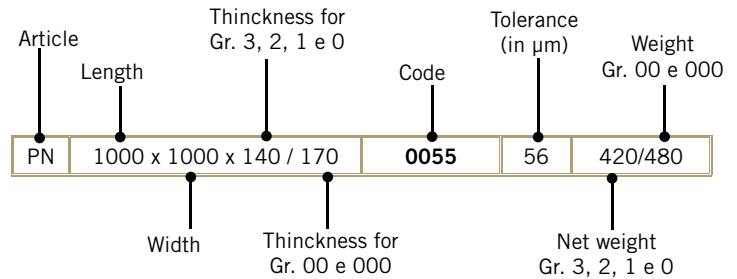 Article
Length
Thinckness for
Gr. 3, 2, 1 e 0
Code
Tolerance
(in µm)
Weight
Gr. 00 e 000
PN 1000 x 1000 x 140 / 170 0055 56 420/480
Width
Thinckness for
Gr. 00 e 000
Net weight
Gr. 3, 2, 1 e 0